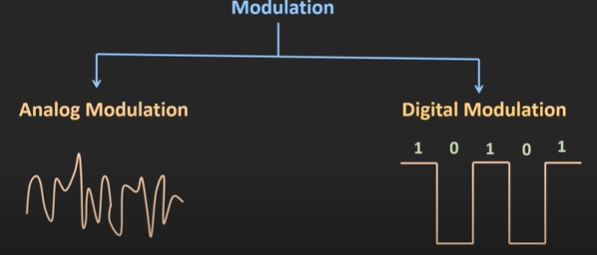 Modulation
Analog Modulation
Digital Modulation
1 0 1 0 1